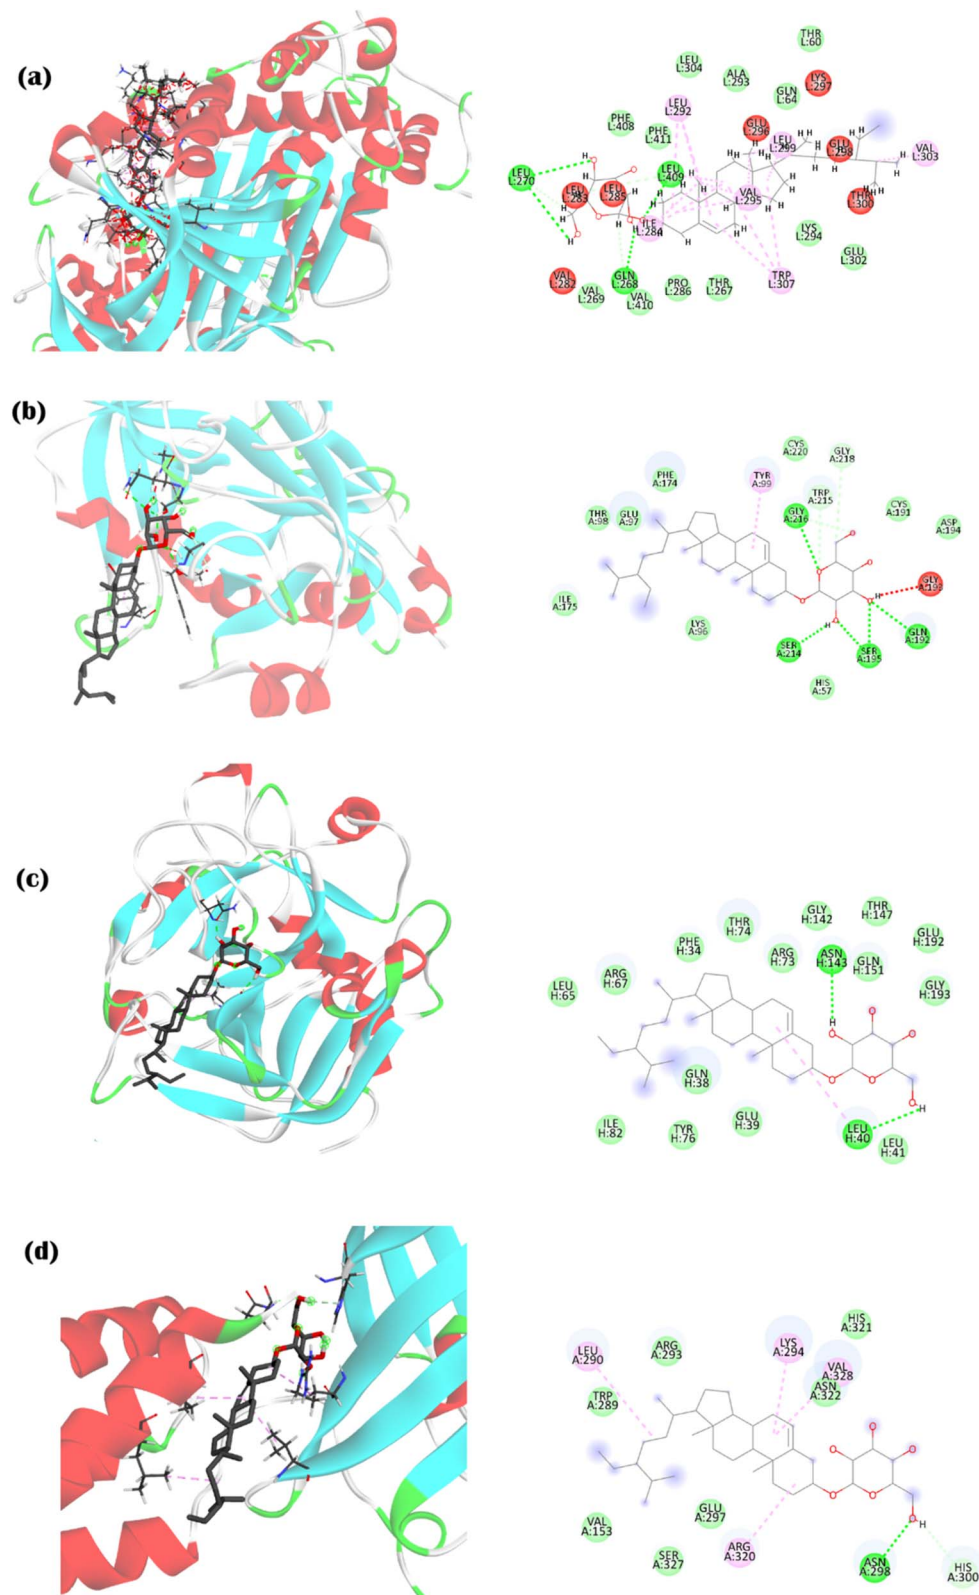 (a)
THR
L:60
LEU
L:304
ALA
L:293
LYS
L:297
GLN
L:64
LEU
L:292
PHE
L:408
PHE
L:411
GLU
L:296
LEU
L:299
GLU
L:298
VAL
L:303
LEU
L:270
LEU
L:409
LEU
L:283
LEU
L:285
VAL
L:295
THR
L:300
ILE
L:284
LYS
L:294
GLU
L:302
VAL
L:282
VAL
L:269
GLN
L:268
VAL
L:410
PRO
L:286
THR
L:267
TRP
L:307
(b)
CYS
A:220
GLY
A:218
PHE
A:174
TYR
A:99
TRP
A:215
THR
A:98
GLU
A:97
GLY
A:216
CYS
A:191
ASP
A:194
ILE
A:175
GLY
A:193
LYS
A:96
SER
A:214
SER
A:195
GLN
A:192
HIS
A:57
(c)
THR
H:74
GLY
H:142
THR
H:147
PHE
H:34
ARG
H:73
ASN
H:143
GLN
H:151
GLU
H:192
LEU
H:65
ARG
H:67
GLY
H:193
GLN
H:38
ILE
H:82
TYR
H:76
GLU
H:39
LEU
H:40
LEU
H:41
(d)
HIS
A:321
LEU
A:290
ARG
A:293
LYS
A:294
VAL
A:328
ASN
A:322
TRP
A:289
VAL
A:153
GLU
A:297
SER
A:327
ARG
A:320
ASN
A:298
HIS
A:300